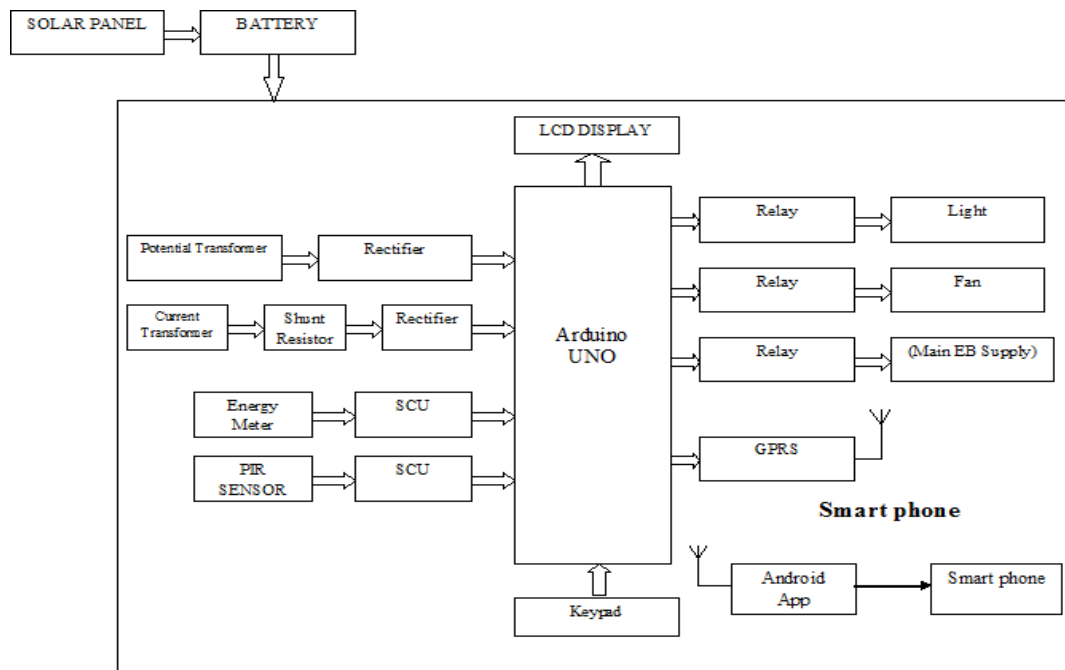 SOLAR PANEL
BATTERY
LCD DISPLAY
Potential Transformer
Rectifier
Current
Transformer
Shunt
Resistor
Rectifier
Energy
Meter
SCU
PIR
SENSOR
SCU
Arduino
UNO
Keypad
Relay
Light
Relay
Fan
Relay
(Main EB Supply)
GPRS
Smart phone
Android
App
Smart phone